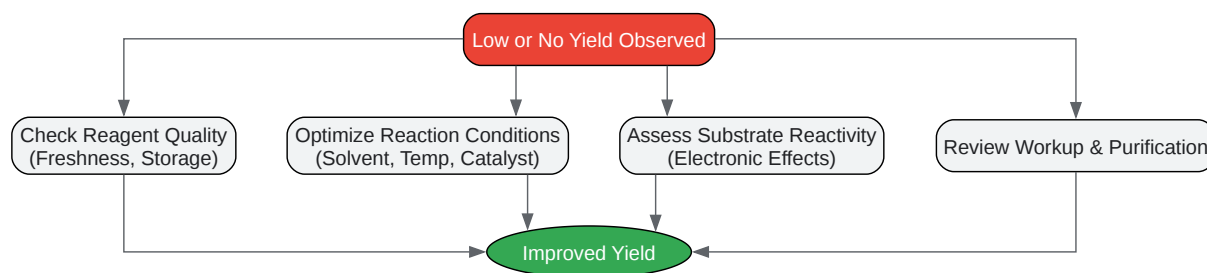 Low or No Yield Observed
Check Reagent Quality
(Freshness, Storage)
Optimize Reaction Conditions
(Solvent, Temp, Catalyst)
Assess Substrate Reactivity
(Electronic Effects)
Review Workup & Purification
Improved Yield